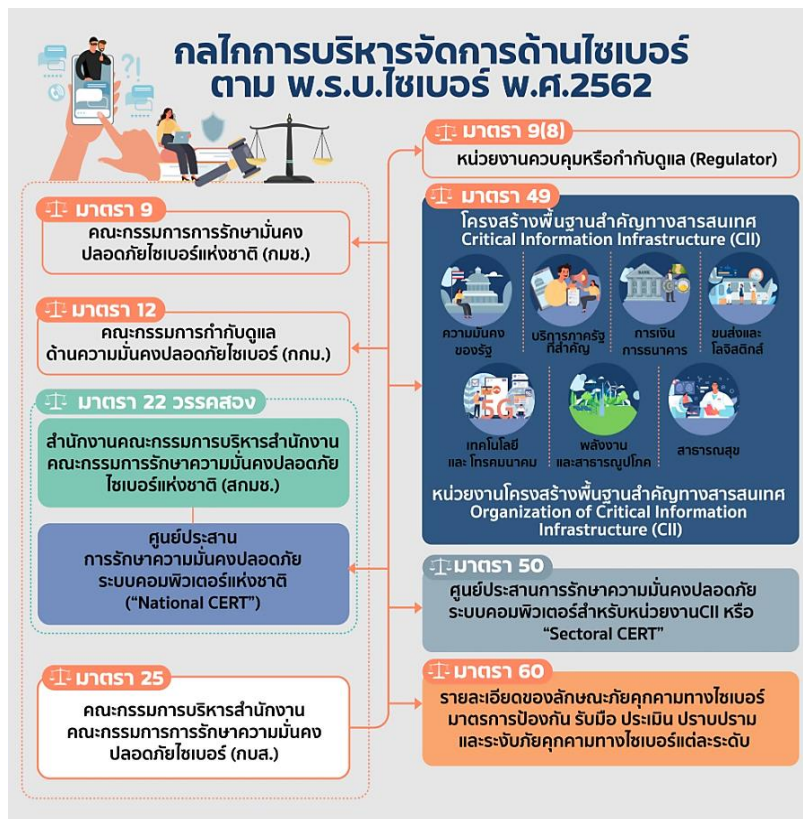 กลไกการบริหารจัดการด้านไซเบอร์
ตาม พ.ร.บ.ไซเบอร์ พ.ศ.2562
?!
มาตรา 9
คณะกรรมการการรักษามั่นคง
ปลอดภัยไซเบอร์แห่งชาติ (กมช.)
มาตรา 12
คณะกรรมการกำกับดูแล
ด้านความมั่นคงปลอดภัยไซเบอร์ (กกม.)
มาตรา 22 วรรคสอง
สำนักงานคณะกรรมการบริหารสำนักงาน
คณะกรรมการรักษาความมั่นคงปลอดภัย
ไซเบอร์แห่งชาติ (สกมช.)
ศูนย์ประสาน
การรักษาความมั่นคงปลอดภัย
ระบบคอมพิวเตอร์แห่งชาติ
(“National CERT”)
มาตรา 25
คณะกรรมการบริหารสำนักงาน
คณะกรรมการการรักษาความมั่นคง
ปลอดภัยไซเบอร์ (กบส.)
มาตรา 9(8)
หน่วยงานควบคุมหรือกำกับดูแล (Regulator)
มาตรา 49
โครงสร้างพื้นฐานสำคัญทางสารสนเทศ
Critical Information Infrastructure (CII)
ความมั่นคง
ของรัฐ
บริการภาครัฐ
ที่สำคัญ
BANK
การเงิน
การธนาคาร
ขนส่งและ
โลจิสติกส์
5G
เทคโนโลยี
และ โทรคมนาคม
พลังงาน
และสาธารณูปโภค
สาธารณสุข
หน่วยงานโครงสร้างพื้นฐานสำคัญทางสารสนเทศ
Organization of Critical Information
Infrastructure (CII)
มาตรา 50
ศูนย์ประสานการรักษาความมั่นคงปลอดภัย
ระบบคอมพิวเตอร์สำหรับหน่วยงานCII หรือ
“Sectoral CERT”
มาตรา 60
รายละเอียดของลักษณะภัยคุกคามทางไซเบอร์
มาตรการป้องกัน รับมือ ประเมิน ปราบปราม
และระงับภัยคุกคามทางไซเบอร์แต่ละระดับ